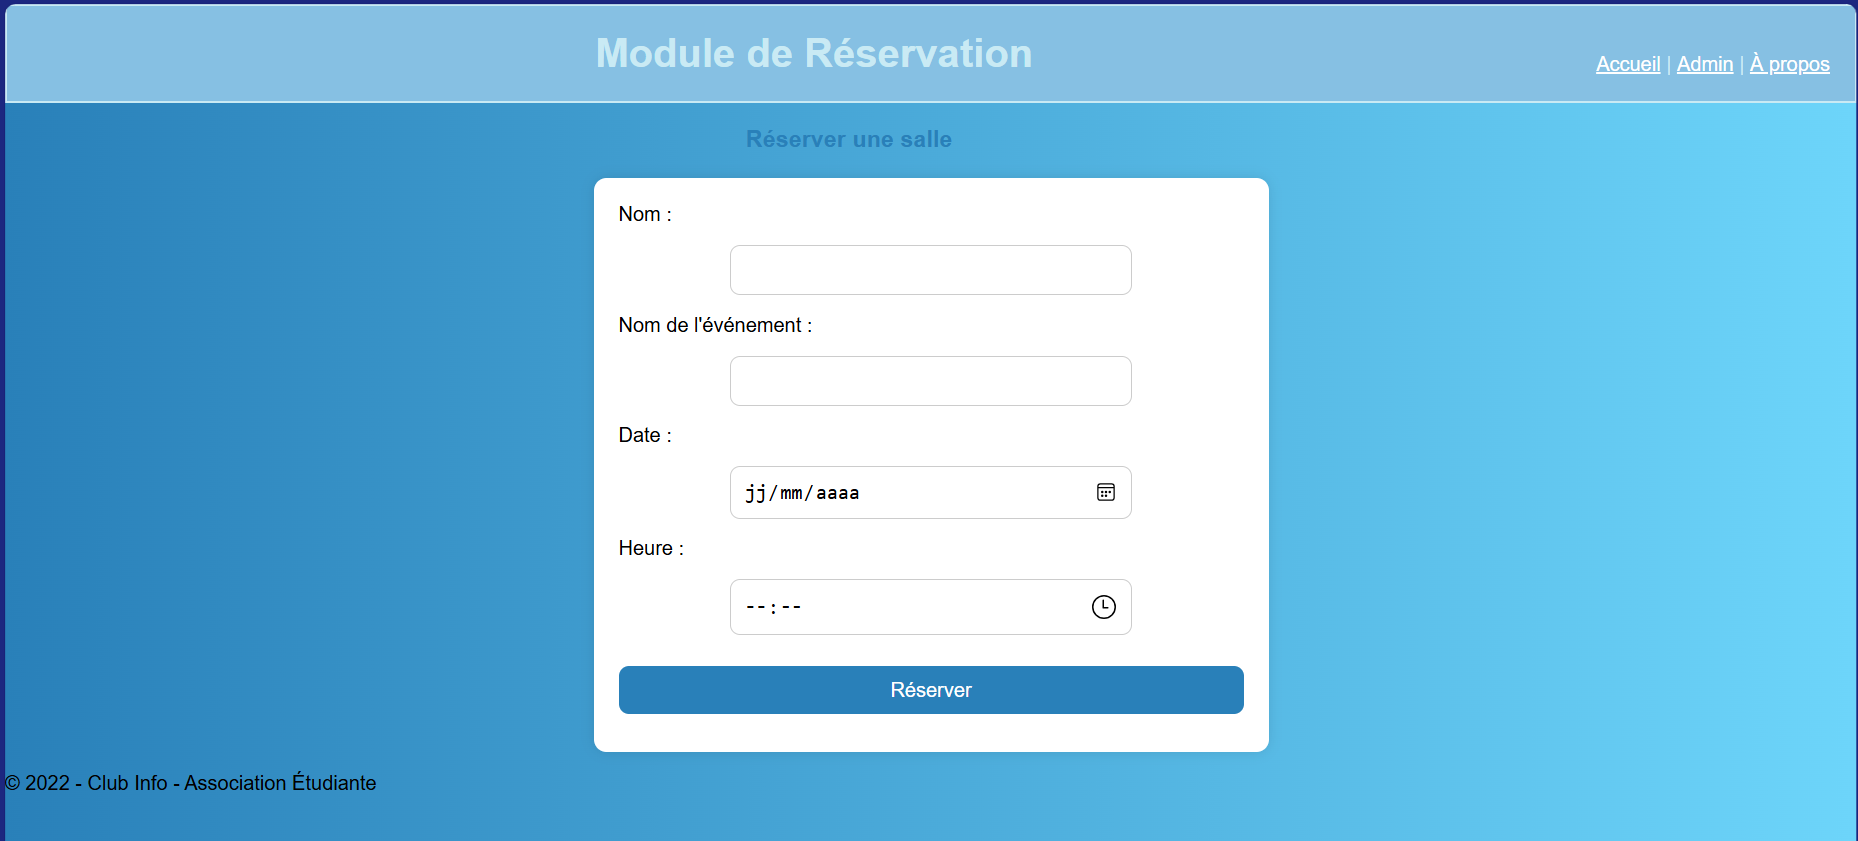 Module de Réservation
Accueil | Admin | À propos
Réserver une salle
Nom :
Nom de l'événement :
Date :
jj/mm/aaaa
Heure :
--:--
Réserver
© 2022 - Club Info - Association Étudiante